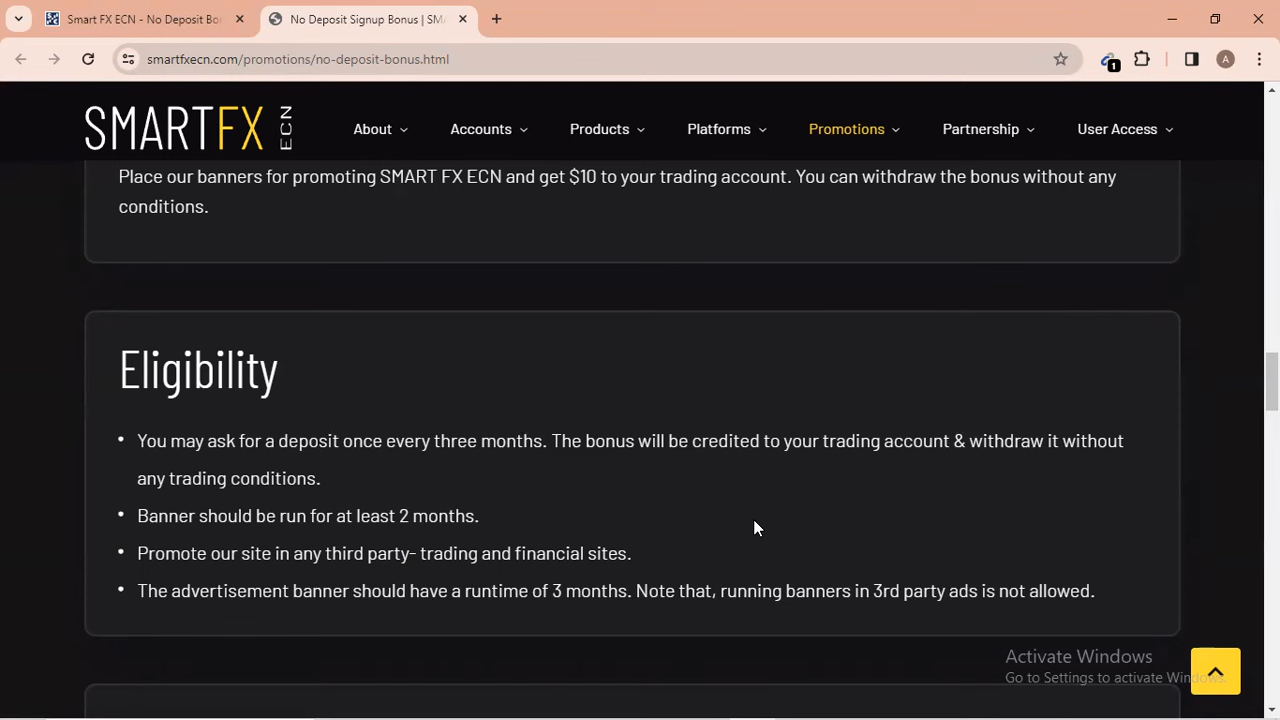 Smart FX ECN - No Deposit Bo
No Deposit Signup Bonus | SM
smartfxecn.com/promotions/no-deposit-bonus.html
1
A
SMARTFX ECN
About
Accounts
Products
Platforms
Promotions
Partnership
User Access
Place our banners for promoting SMART FX ECN and get $10 to your trading account. You can withdraw the bonus without any
conditions.
Eligibility
• You may ask for a deposit once every three months. The bonus will be credited to your trading account & withdraw it without
any trading conditions.
• Banner should be run for at least 2 months.
• Promote our site in any third party- trading and financial sites.
• The advertisement banner should have a runtime of 3 months. Note that, running banners in 3rd party ads is not allowed.
Activate Windows
Go to Settings to activate Windows.